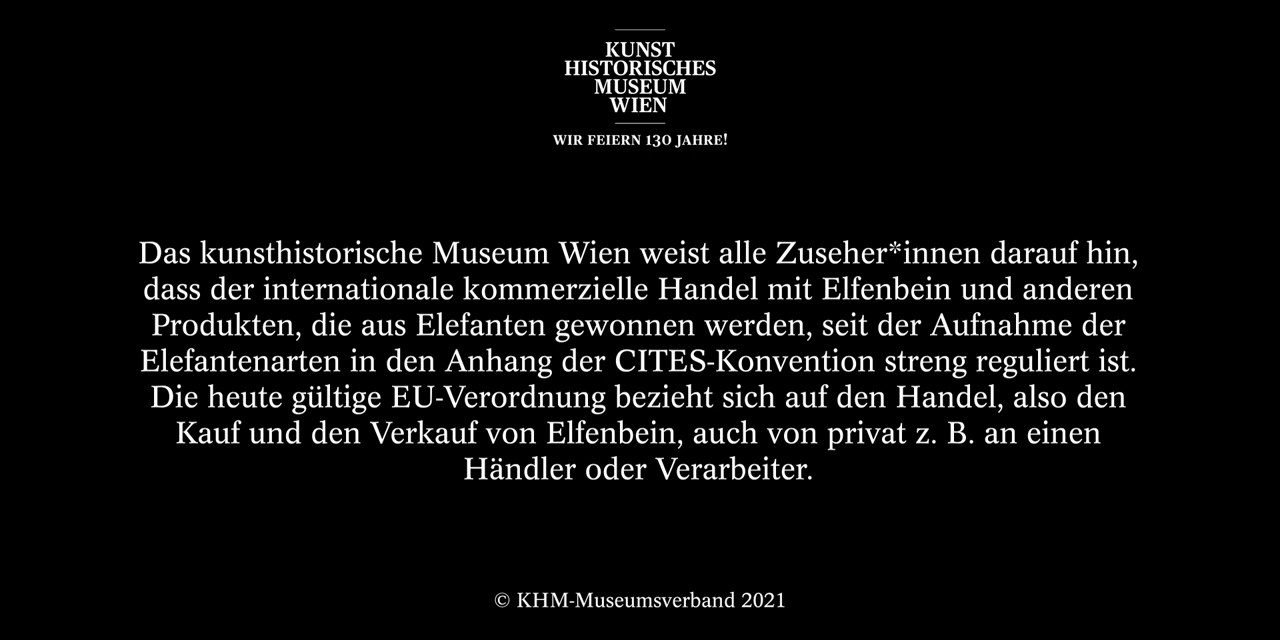 KUNST
HISTORISCHES
MUSEUM
WIEN
WIR FEIERN 130 JAHRE!
Das kunsthistorische Museum Wien weist alle Zuseher*innen darauf hin,
dass der internationale kommerzielle Handel mit Elfenbein und anderen
Produkten, die aus Elefanten gewonnen werden, seit der Aufnahme der
Elefantenarten in den Anhang der CITES-Konvention streng reguliert ist.
Die heute gültige EU-Verordnung bezieht sich auf den Handel, also den
Kauf und den Verkauf von Elfenbein, auch von privat z. B. an einen
Händler oder Verarbeiter.
© KHM-Museumsverband 2021